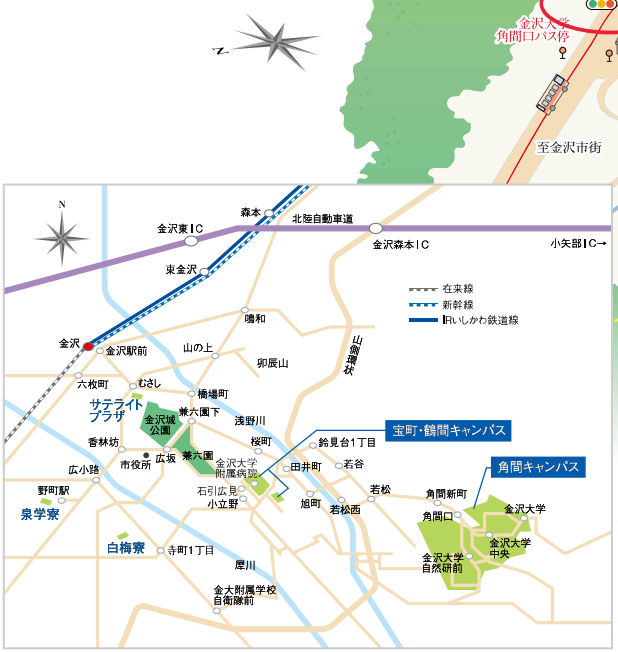 金沢大学
角間口バス停
N
至金沢市街
N
森本
北陸自動車道
金沢東IC
金沢森本IC
小矢部IC→
東金沢
在来線
新幹線
IRいしかわ鉄道線
鳴和
山側環状
金沢
金沢駅前
山の上
卯辰山
六枚町
むさし
橋場町
サテライト
プラザ
金沢城
公園
兼六園下
浅野川
宝町・鶴間キャンパス
桜町
鈴見台1丁目
香林坊
広坂
兼六園
市役所
金沢大学
附属病院
田井町
若谷
角間キャンパス
広小路
石引広見
小立野
旭町
若松
若松西
角間新町
野町駅
泉学寮
角間口
金沢大学
白梅寮
寺町1丁目
金沢大学
中央
犀川
金沢大学
自然研前
金大附属学校
自衛隊前